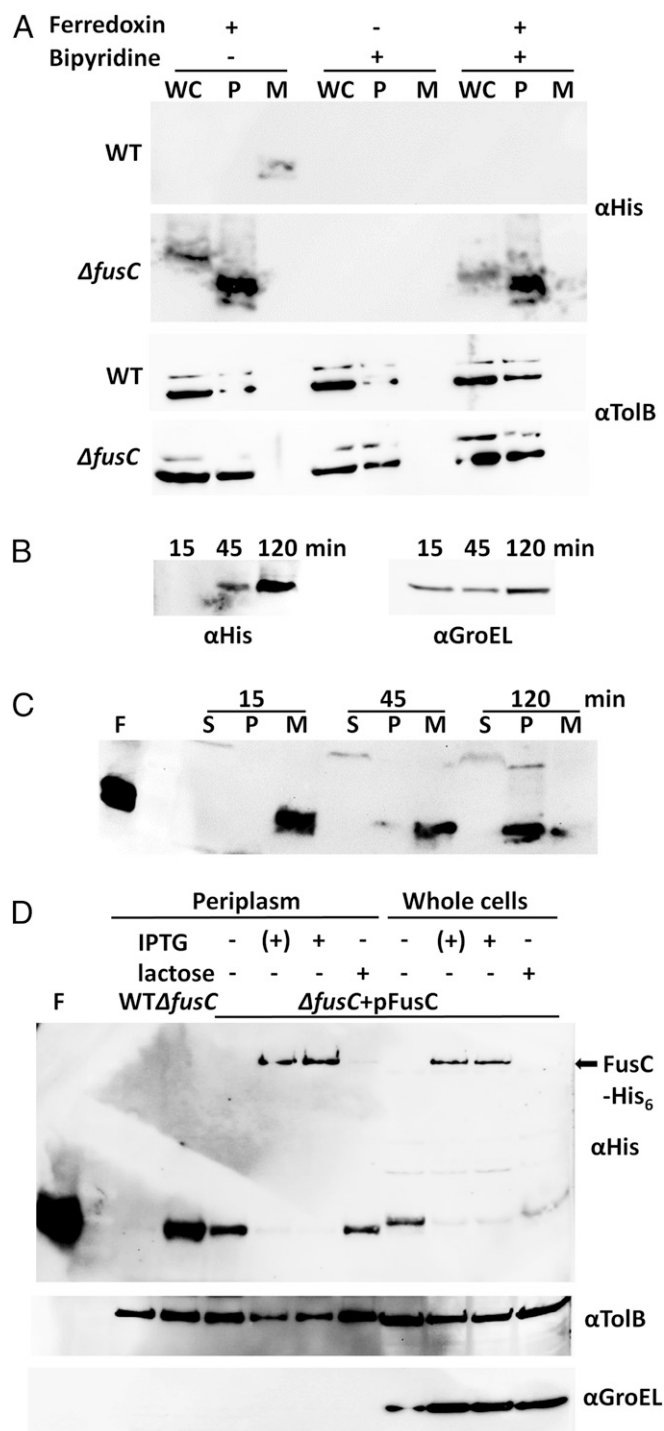 A
Ferredoxin + - +
Bipyridine - + +
WC P M WC P M WC P M
WT
αHis
ΔfusC
WT
αTolB
ΔfusC
B
15 45 120 min 15 45 120 min
αHis αGroEL
C
15 45 120 min
F S P M S P M S P M
D
Periplasm Whole cells
IPTG - (+) + - - (+) + -
lactose - - - + - - - +
F WT ΔfusC ΔfusC+pFusC
FusC
-His6
αHis
αTolB
αGroEL